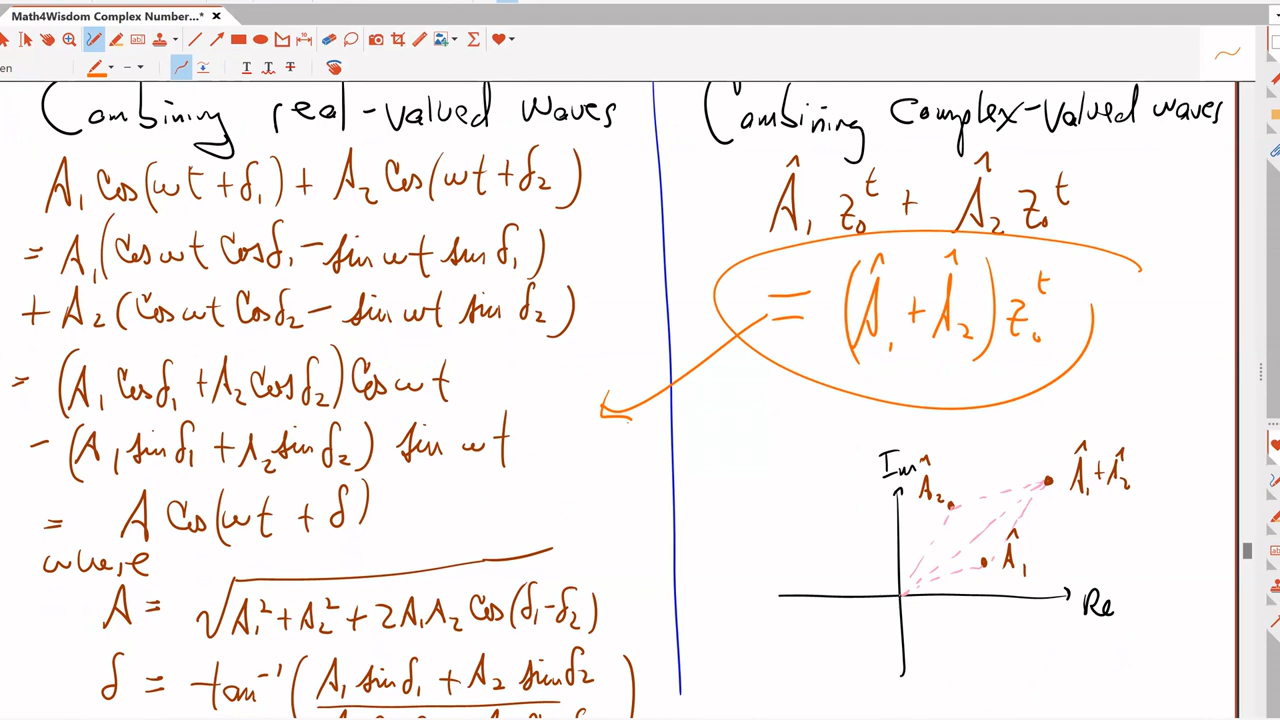 Math4Wisdom Complex Number...* ×
en
Combining real-valued waves
A₁ Cos(ωt + δ₁) + A₂ Cos(ωt + δ₂)
= A₁(Cos ωt Cos δ₁ - sin ωt sin δ₁)
+ A₂(Cos ωt Cos δ₂ - sin ωt sin δ₂)
= (A₁ Cos δ₁ + A₂ Cos δ₂) Cos ωt
- (A₁ sin δ₁ + A₂ sin δ₂) sin ωt
= A Cos(ωt + δ)
where
A = √(A₁² + A₂² + 2A₁A₂ Cos(δ₁-δ₂))
δ = tan⁻¹(A₁ sin δ₁ + A₂ sin δ₂
Combining Complex-Valued waves
Â₁ z₀ᵗ + Â₂ z₀ᵗ
= (Â₁ + Â₂) z₀ᵗ
Im
Â₂
Â₁+Â₂
Â₁
Re